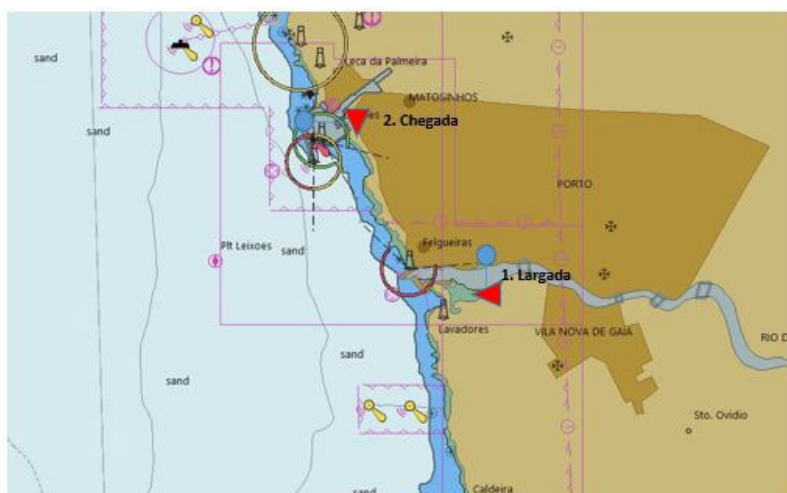 sand
Leca da Palmeira
sand
MATOSINHOS
2. Chegada
sand
PORTO
Plt Leixoes
sand
Felgueiras
1. Largada
sand
Lavadores
VILA NOVA DE GAIA
RIO D
sand
Sto. Ovidio
sand
Caldeira